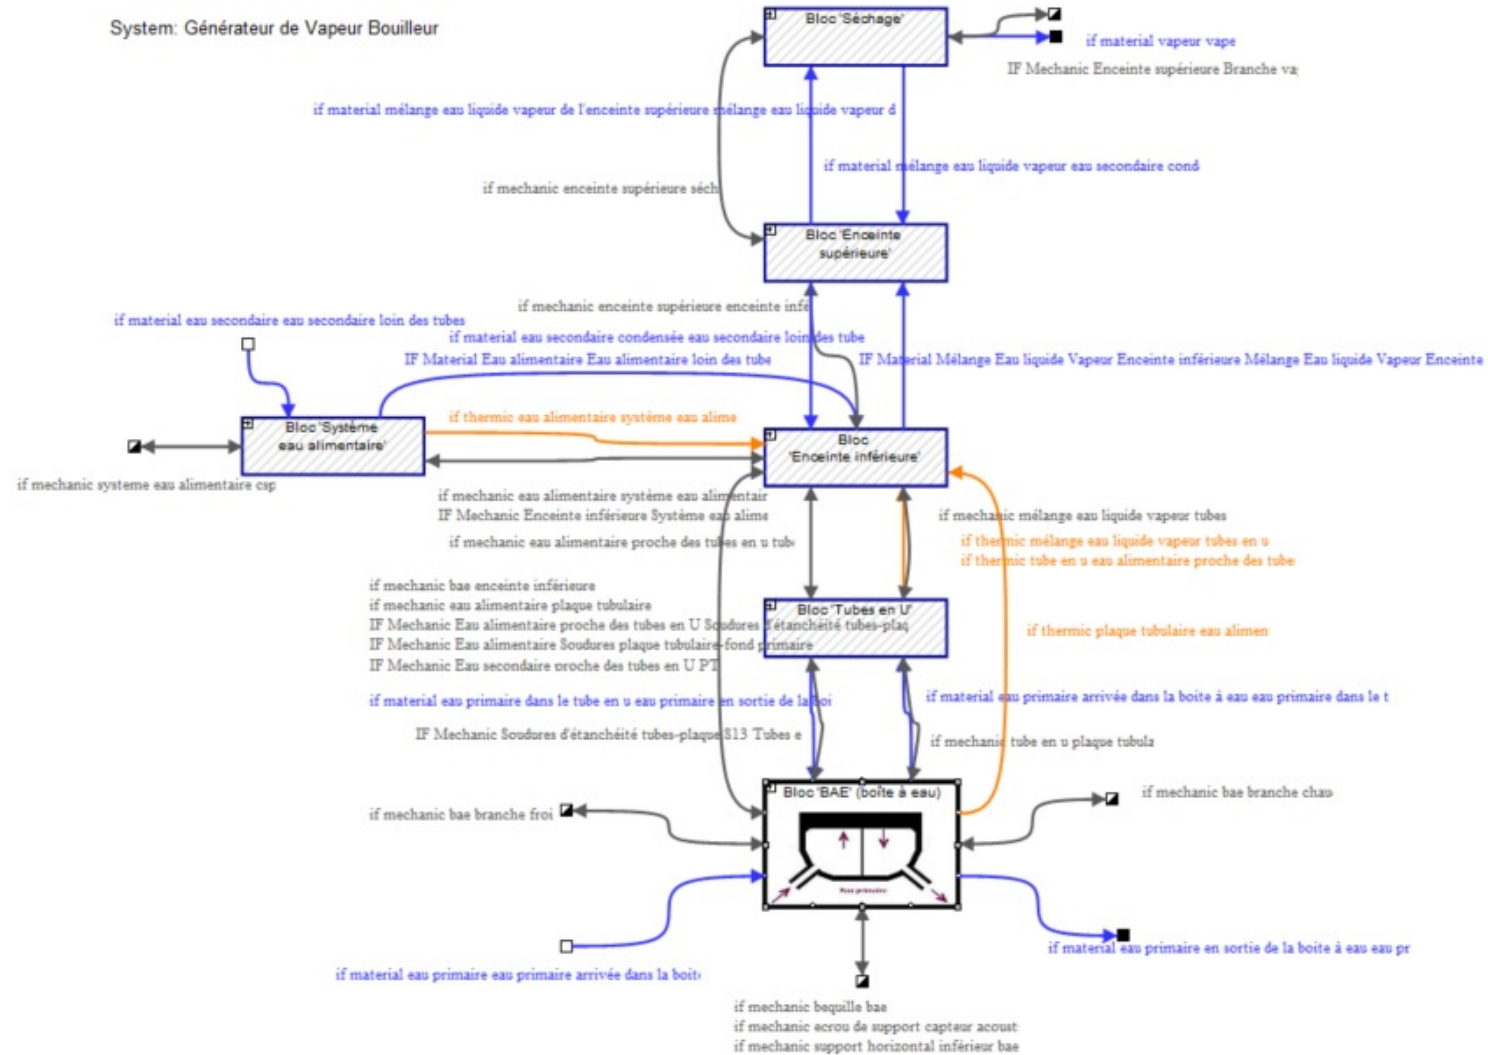 System: Générateur de Vapeur Bouilleur
Bloc 'Séchage'
if material vapeur vape
IF Mechanic Enceinte supérieure Branche va
if material mélange eau liquide vapeur de l'enceinte supérieure mélange eau liquide vapeur d
if material mélange eau liquide vapeur eau secondaire cond
if mechanic enceinte supérieure séch
Bloc 'Enceinte
supérieure'
if mechanic enceinte supérieure enceinte infé
if material eau secondaire eau secondaire loin des tubes
if material eau secondaire condensée eau secondaire loin des tube
IF Material Eau alimentaire Eau alimentaire loin des tube
IF Material Mélange Eau liquide Vapeur Enceinte inférieure Mélange Eau liquide Vapeur Enceinte
if thermic eau alimentaire système eau alime
Bloc 'Système
eau alimentaire'
Bloc
'Enceinte inférieure'
if mechanic systeme eau alimentaire csp
if mechanic eau alimentaire système eau alimentair
IF Mechanic Enceinte inférieure Système eau alime
if mechanic eau alimentaire proche des tubes en u tube
if mechanic mélange eau liquide vapeur tubes
if thermic mélange eau liquide vapeur tubes en u
if thermic tube en u eau alimentaire proche des tubes
if mechanic bae enceinte inférieure
if mechanic eau alimentaire plaque tubulaire
IF Mechanic Eau alimentaire proche des tubes en U Soudures d'étanchéité tubes-plaq
IF Mechanic Eau alimentaire Soudures plaque tubulaire-fond primaire
IF Mechanic Eau secondaire proche des tubes en U PT
Bloc 'Tubes en U'
if thermic plaque tubulaire eau alimen
if material eau primaire dans le tube en u eau primaire en sortie de la boi
if material eau primaire arrivée dans la boite à eau eau primaire dans le t
IF Mechanic Soudures d'étanchéité tubes-plaque S13 Tubes e
if mechanic tube en u plaque tubula
Bloc 'BAE' (boîte à eau)
if mechanic bae branche froi
if mechanic bae branche chau
Eau primaire
if material eau primaire en sortie de la boite à eau eau pr
if material eau primaire eau primaire arrivée dans la boite
if mechanic bequille bae
if mechanic ecrou de support capteur acoust
if mechanic support horizontal inférieur bae